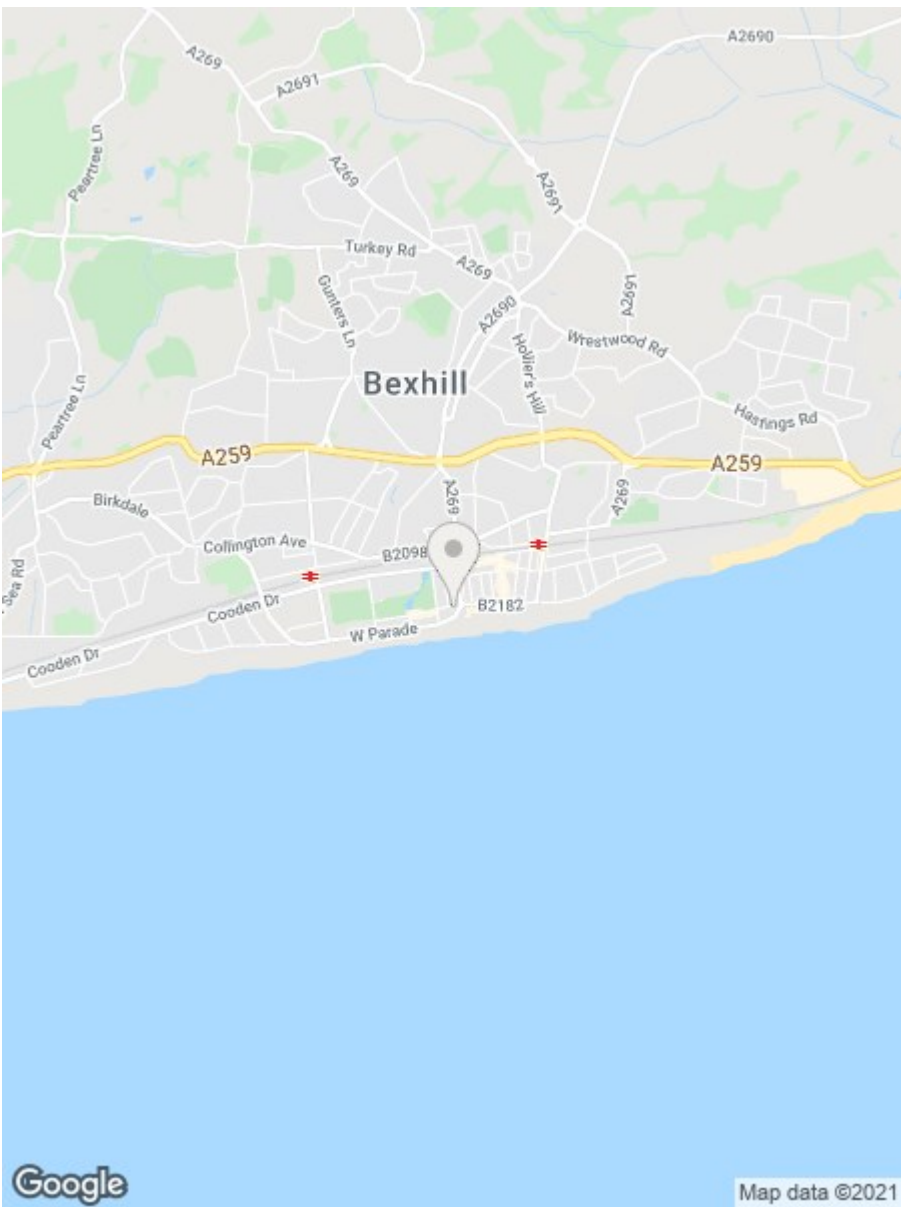 A2690
A269
A2691
Peartree Ln
A269
A2691
Turkey Rd
A269
Gunters Ln
A2691
A2690
Wrestwood Rd
Hollier's Hill
Bexhill
Peartree Ln
Hastings Rd
A259
A259
A269
A269
Birkdale
Collington Ave
B2098
Sea Rd
Cooden Dr
B2182
W Parade
Cooden Dr
Google
Map data ©2021